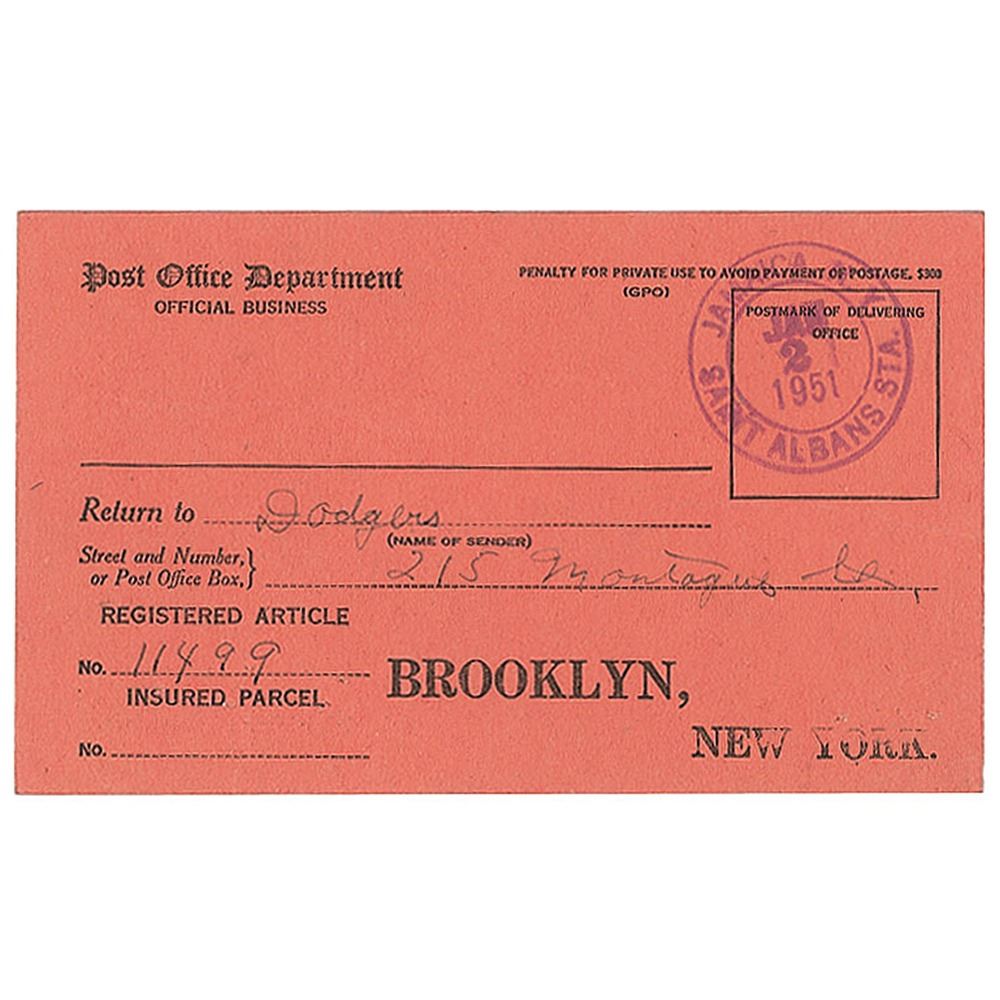 Post Office Department
OFFICIAL BUSINESS
PENALTY FOR PRIVATE USE TO AVOID PAYMENT OF POSTAGE, $300
(GPO)
POSTMARK OF DELIVERING
OFFICE
JAMAICA, N.Y.
JAN
2
1951
SAINT ALBANS STA.
Return to Dodgers
(NAME OF SENDER)
Street and Number, }
or Post Office Box, } 215 Montague
REGISTERED ARTICLE
No. 11499
INSURED PARCEL
No.
BROOKLYN,
NEW YORK.